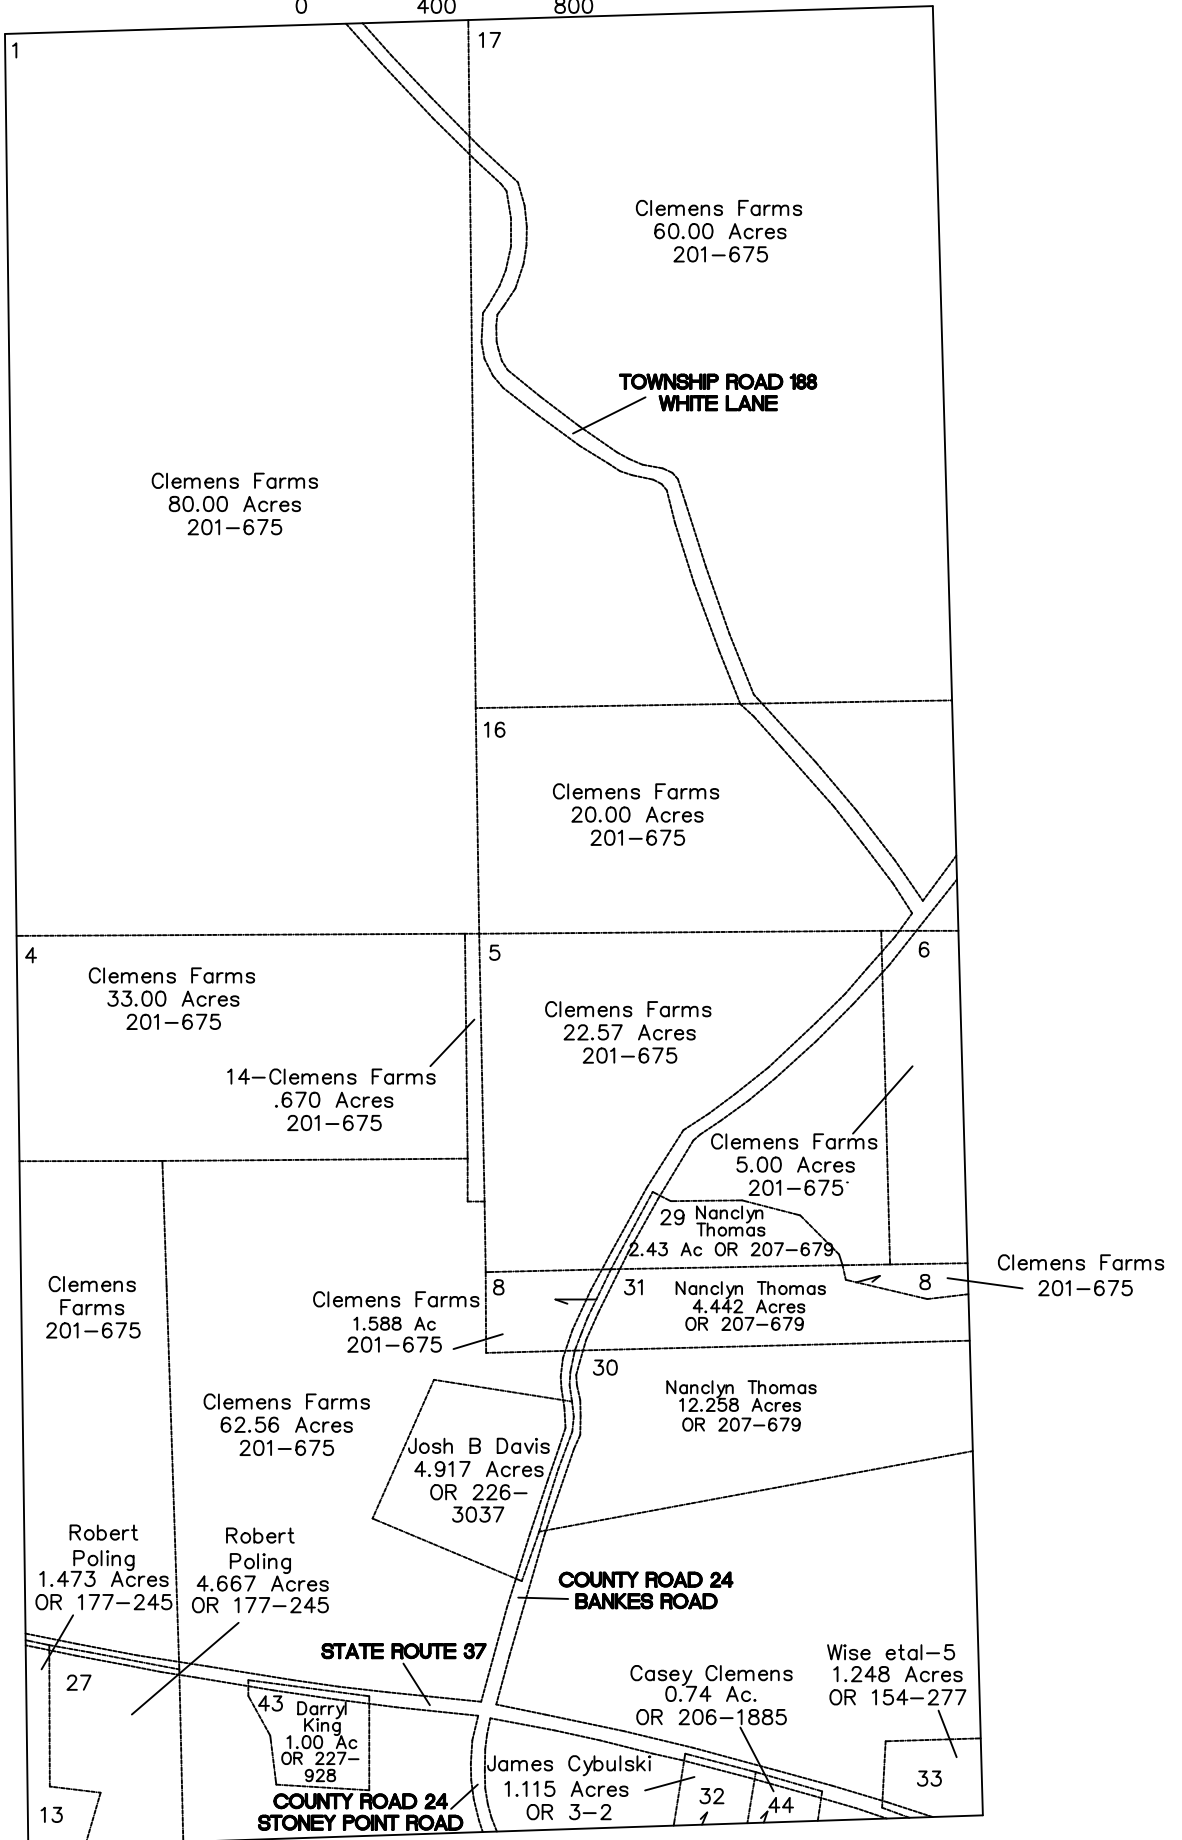 0 400 800
1
17
Clemens Farms
60.00 Acres
201-675
TOWNSHIP ROAD 188
WHITE LANE
Clemens Farms
80.00 Acres
201-675
16
Clemens Farms
20.00 Acres
201-675
4
Clemens Farms
33.00 Acres
201-675
14-Clemens Farms
.670 Acres
201-675
5
Clemens Farms
22.57 Acres
201-675
6
Clemens Farms
5.00 Acres
201-675
29 Nanclyn
Thomas
2.43 Ac OR 207-679
8
31
Nanclyn Thomas
4.442 Acres
OR 207-679
8
Clemens Farms
201-675
Clemens
Farms
201-675
Clemens Farms
1.588 Ac
201-675
30
Nanclyn Thomas
12.258 Acres
OR 207-679
Clemens Farms
62.56 Acres
201-675
Josh B Davis
4.917 Acres
OR 226-
3037
Robert
Poling
1.473 Acres
OR 177-245
Robert
Poling
4.667 Acres
OR 177-245
COUNTY ROAD 24
BANKES ROAD
STATE ROUTE 37
27
43 Darryl
King
1.00 Ac
OR 227-
928
Casey Clemens
0.74 Ac.
OR 206-1885
Wise etal-5
1.248 Acres
OR 154-277
James Cybulski
1.115 Acres
OR 3-2
32
44
33
13
COUNTY ROAD 24
STONEY POINT ROAD